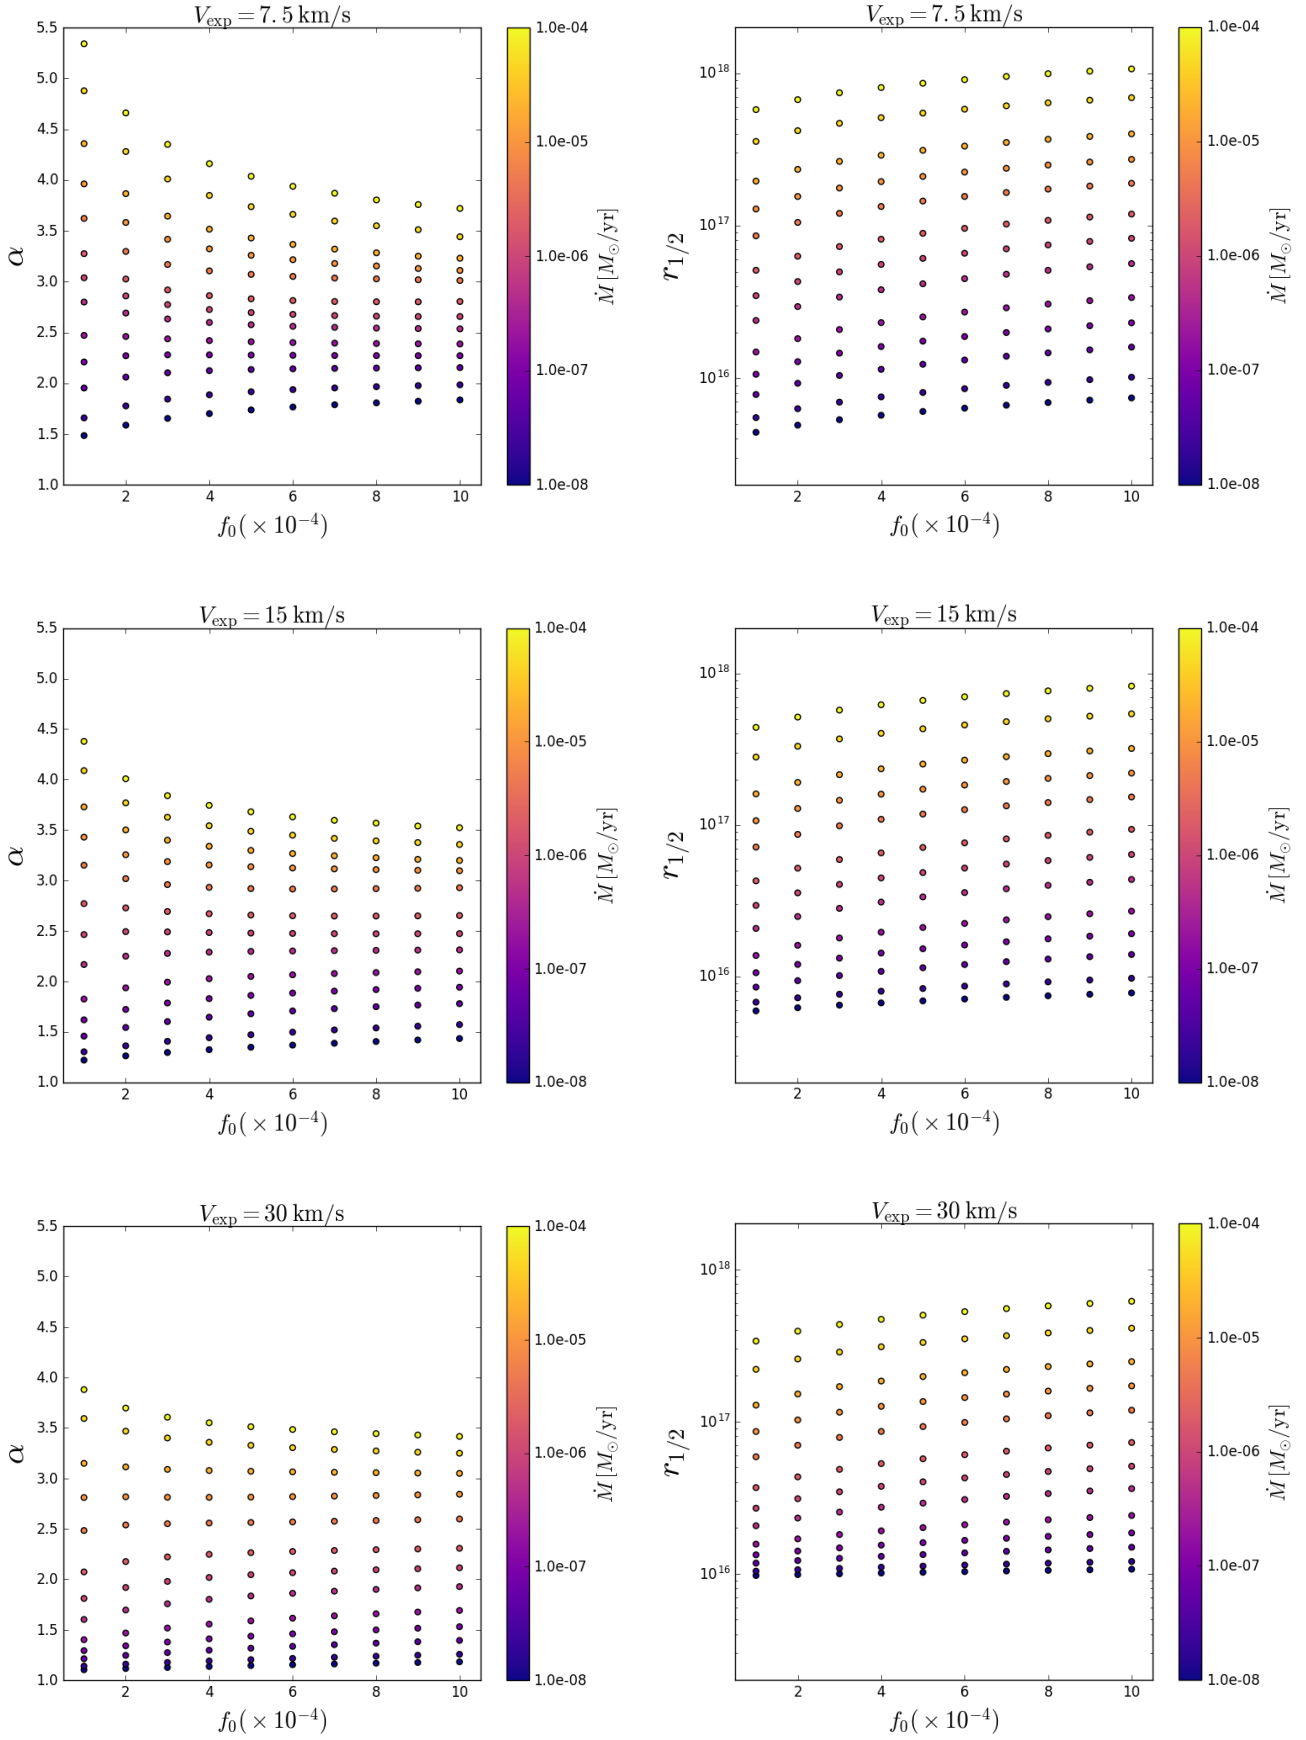 V_exp = 7.5 km/s
5.5
5.0
4.5
4.0
3.5
3.0
2.5
2.0
1.5
1.0
α
2 4 6 8 10
f_0(×10^−4)
1.0e-04
1.0e-05
1.0e-06
1.0e-07
1.0e-08
Ṁ [M_⊙/yr]
V_exp = 7.5 km/s
10^18
10^17
10^16
r_1/2
2 4 6 8 10
f_0(×10^−4)
1.0e-04
1.0e-05
1.0e-06
1.0e-07
1.0e-08
Ṁ [M_⊙/yr]
V_exp = 15 km/s
5.5
5.0
4.5
4.0
3.5
3.0
2.5
2.0
1.5
1.0
α
2 4 6 8 10
f_0(×10^−4)
1.0e-04
1.0e-05
1.0e-06
1.0e-07
1.0e-08
Ṁ [M_⊙/yr]
V_exp = 15 km/s
10^18
10^17
10^16
r_1/2
2 4 6 8 10
f_0(×10^−4)
1.0e-04
1.0e-05
1.0e-06
1.0e-07
1.0e-08
Ṁ [M_⊙/yr]
V_exp = 30 km/s
5.5
5.0
4.5
4.0
3.5
3.0
2.5
2.0
1.5
1.0
α
2 4 6 8 10
f_0(×10^−4)
1.0e-04
1.0e-05
1.0e-06
1.0e-07
1.0e-08
Ṁ [M_⊙/yr]
V_exp = 30 km/s
10^18
10^17
10^16
r_1/2
2 4 6 8 10
f_0(×10^−4)
1.0e-04
1.0e-05
1.0e-06
1.0e-07
1.0e-08
Ṁ [M_⊙/yr]